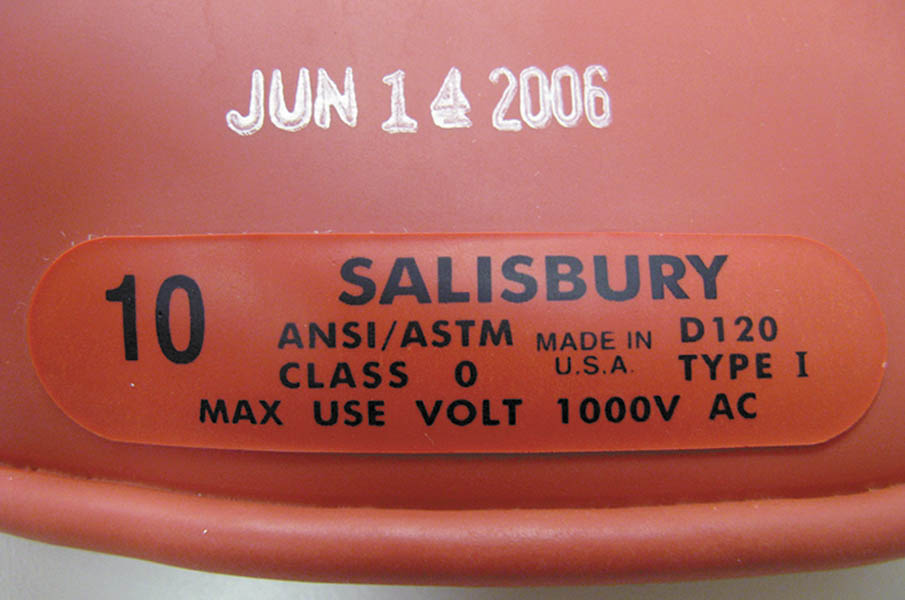 JUN 14 2006
10
SALISBURY
ANSI/ASTM MADE IN D120
CLASS 0 U.S.A. TYPE I
MAX USE VOLT 1000V AC